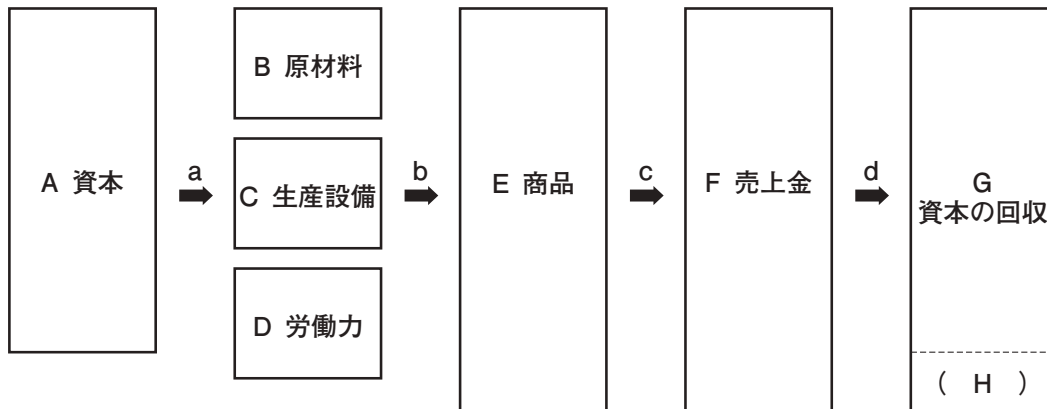 A 資本
a
B 原材料
C 生産設備
D 労働力
b
E 商品
c
F 売上金
d
G
資本の回収
( H )